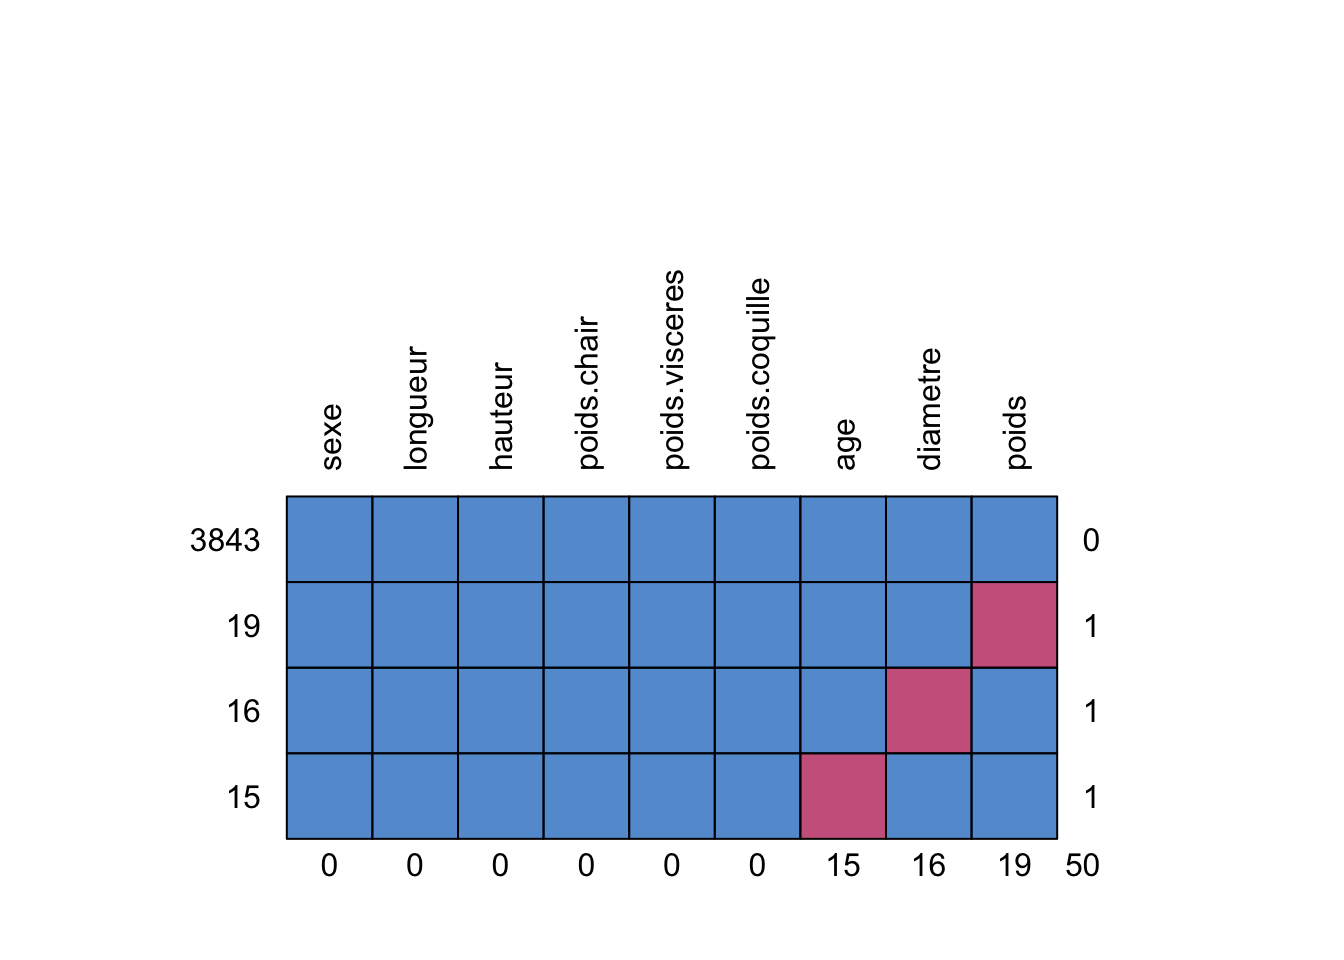 sexe longueur hauteur poids.chair poids.visceres poids.coquille age diametre poids
3843 0
19 1
16 1
15 1
0 0 0 0 0 0 15 16 19 50